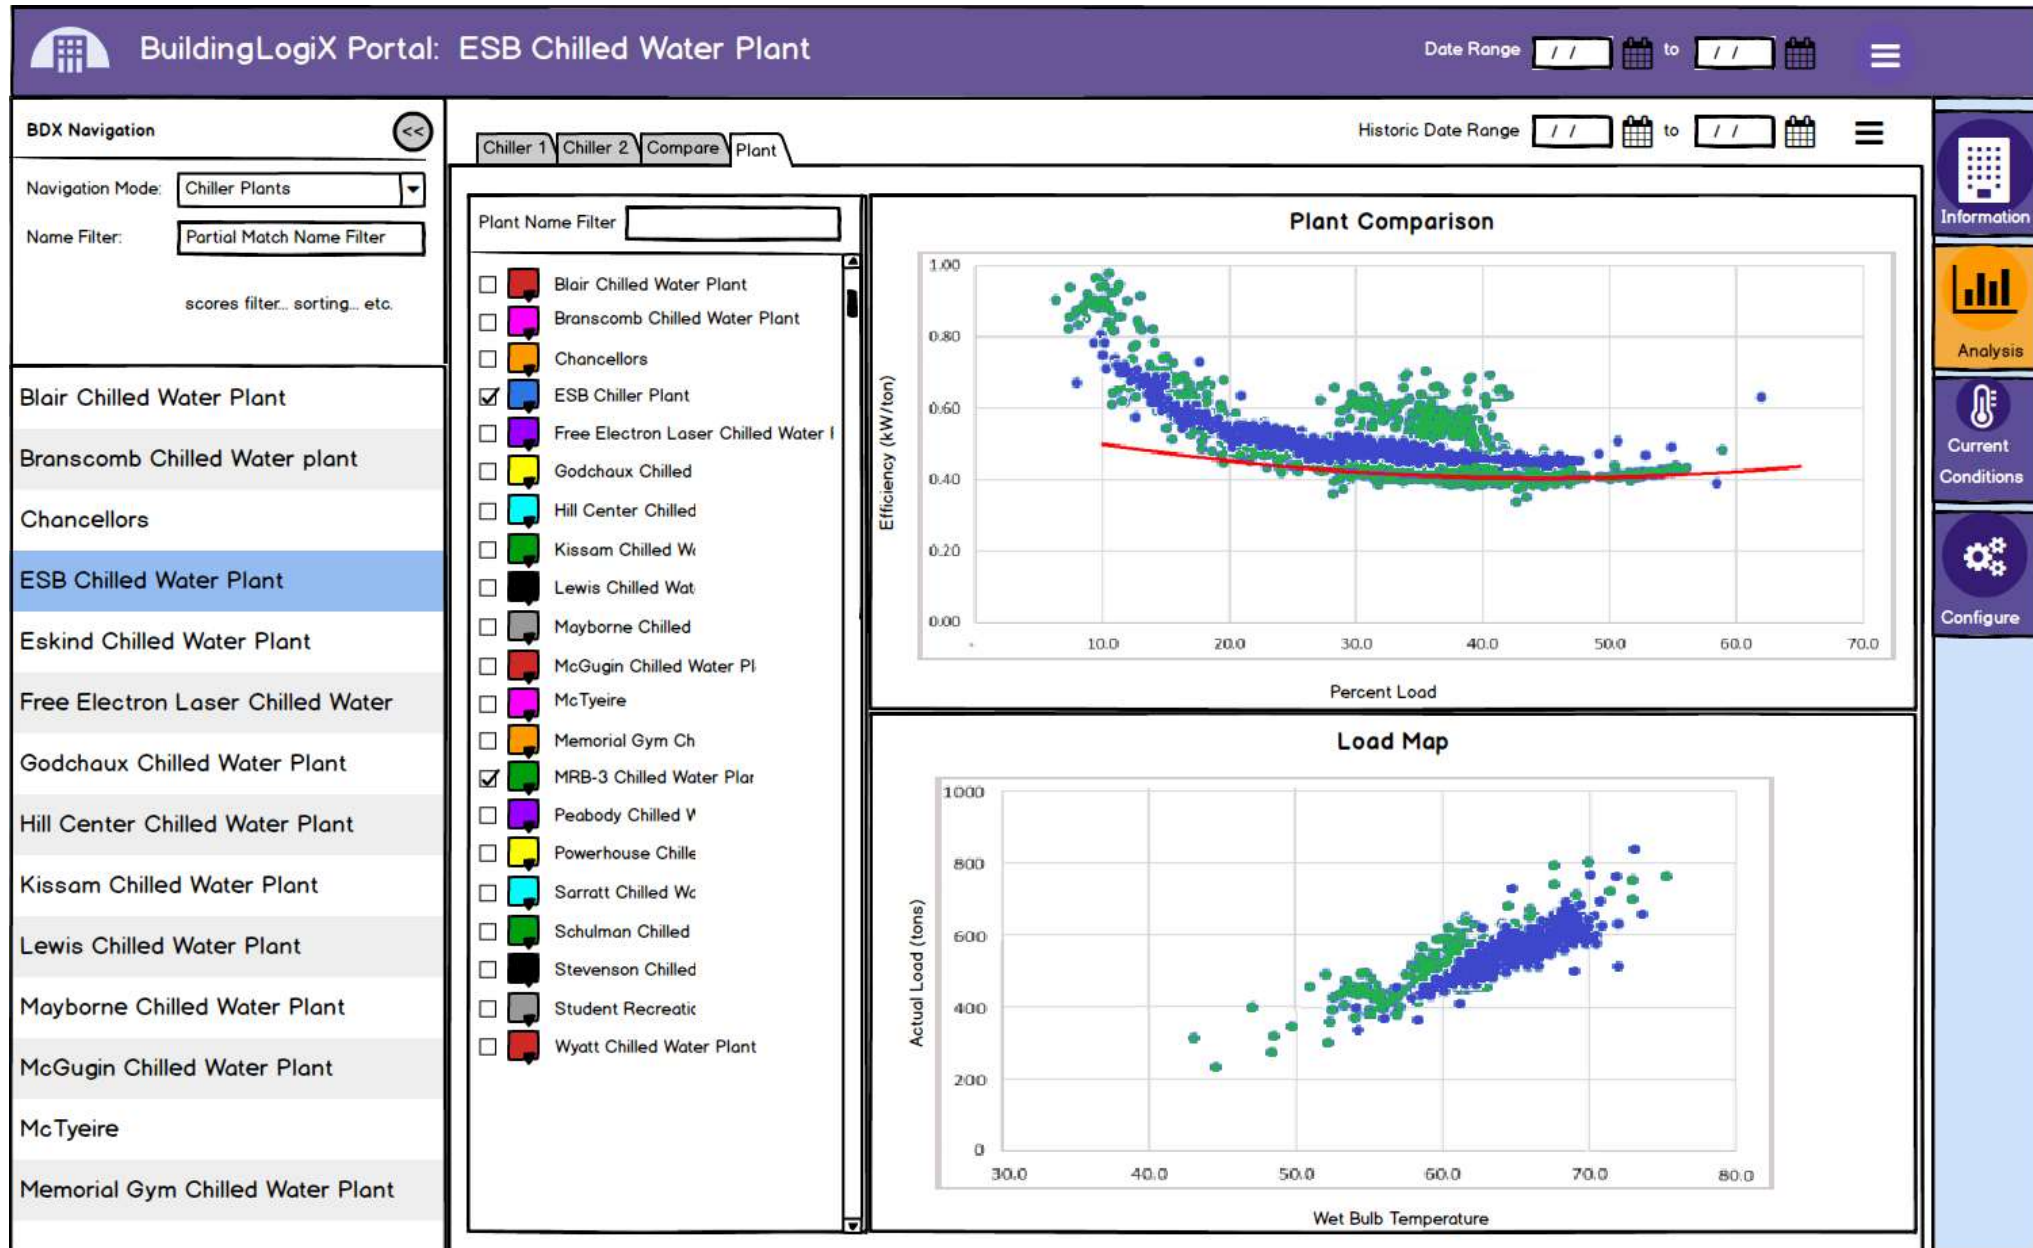 BuildingLogiX Portal: ESB Chilled Water Plant
Date Range / / to / /
BDX Navigation <<
Navigation Mode: Chiller Plants
Name Filter: Partial Match Name Filter
scores filter... sorting... etc.
Blair Chilled Water Plant
Branscomb Chilled Water plant
Chancellors
ESB Chilled Water Plant
Eskind Chilled Water Plant
Free Electron Laser Chilled Water
Godchaux Chilled Water Plant
Hill Center Chilled Water Plant
Kissam Chilled Water Plant
Lewis Chilled Water Plant
Mayborne Chilled Water Plant
McGugin Chilled Water Plant
McTyeire
Memorial Gym Chilled Water Plant
Chiller 1 Chiller 2 Compare Plant
Historic Date Range / / to / /
Plant Name Filter
Blair Chilled Water Plant
Branscomb Chilled Water Plant
Chancellors
ESB Chiller Plant
Free Electron Laser Chilled Water
Godchaux Chilled
Hill Center Chilled
Kissam Chilled Wa
Lewis Chilled Wat
Mayborne Chilled
McGugin Chilled Water Pl
McTyeire
Memorial Gym Ch
MRB-3 Chilled Water Plan
Peabody Chilled W
Powerhouse Chille
Sarratt Chilled Wa
Schulman Chilled
Stevenson Chilled
Student Recreatic
Wyatt Chilled Water Plant
Plant Comparison
Efficiency (kW/ton)
1.00
0.80
0.60
0.40
0.20
0.00
10.0 20.0 30.0 40.0 50.0 60.0 70.0
Percent Load
Load Map
Actual Load (tons)
1000
800
600
400
200
0
30.0 40.0 50.0 60.0 70.0 80.0
Wet Bulb Temperature
Information
Analysis
Current
Conditions
Configure